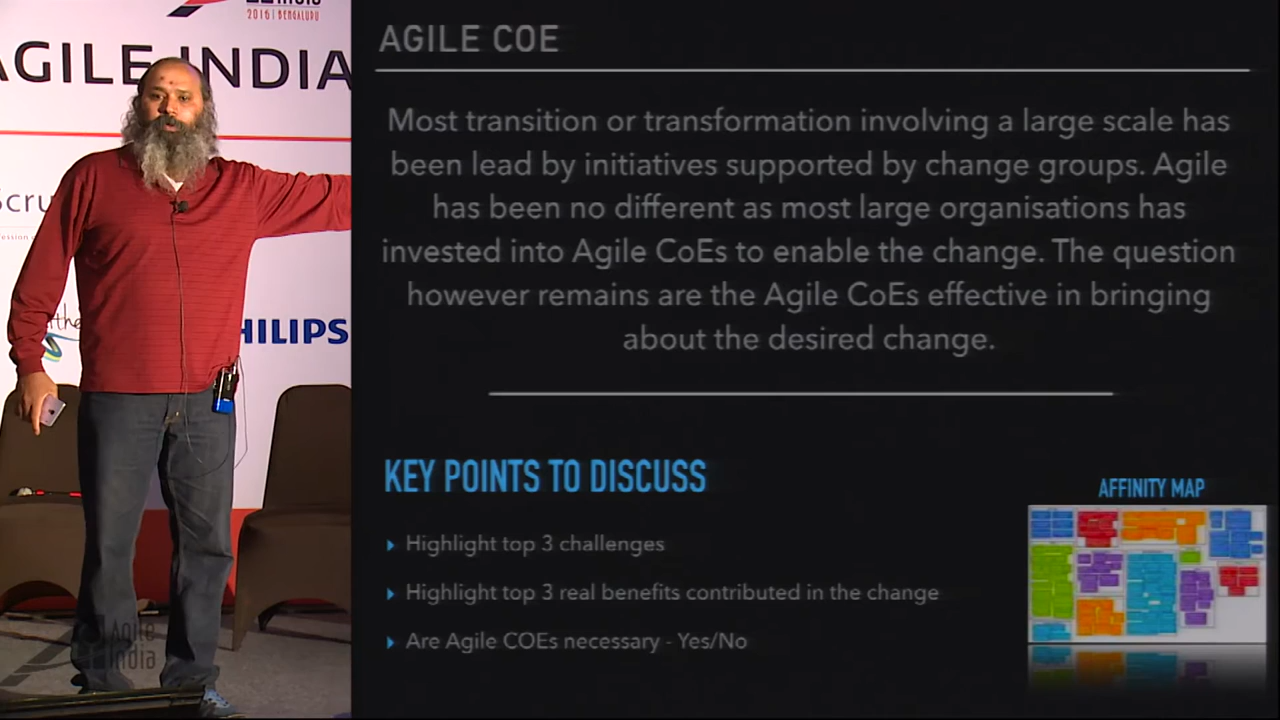 2016 | BENGALURU
AGILE INDIA
Scru
HILIPS
Agile
India
AGILE COE
Most transition or transformation involving a large scale has
been lead by initiatives supported by change groups. Agile
has been no different as most large organisations has
invested into Agile CoEs to enable the change. The question
however remains are the Agile CoEs effective in bringing
about the desired change.
KEY POINTS TO DISCUSS
Highlight top 3 challenges
Highlight top 3 real benefits contributed in the change
Are Agile COEs necessary - Yes/No
AFFINITY MAP